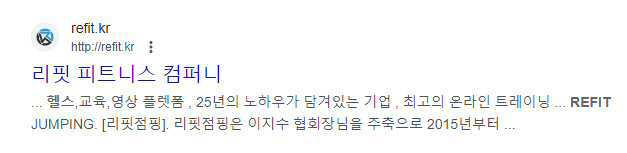 refit.kr
http://refit.kr
리핏 피트니스 컴퍼니
... 헬스,교육,영상 플렛폼 , 25년의 노하우가 담겨있는 기업 , 최고의 온라인 트레이닝 ... REFIT
JUMPING. [리핏점핑]. 리핏점핑은 이지수 협회장님을 주축으로 2015년부터 ...